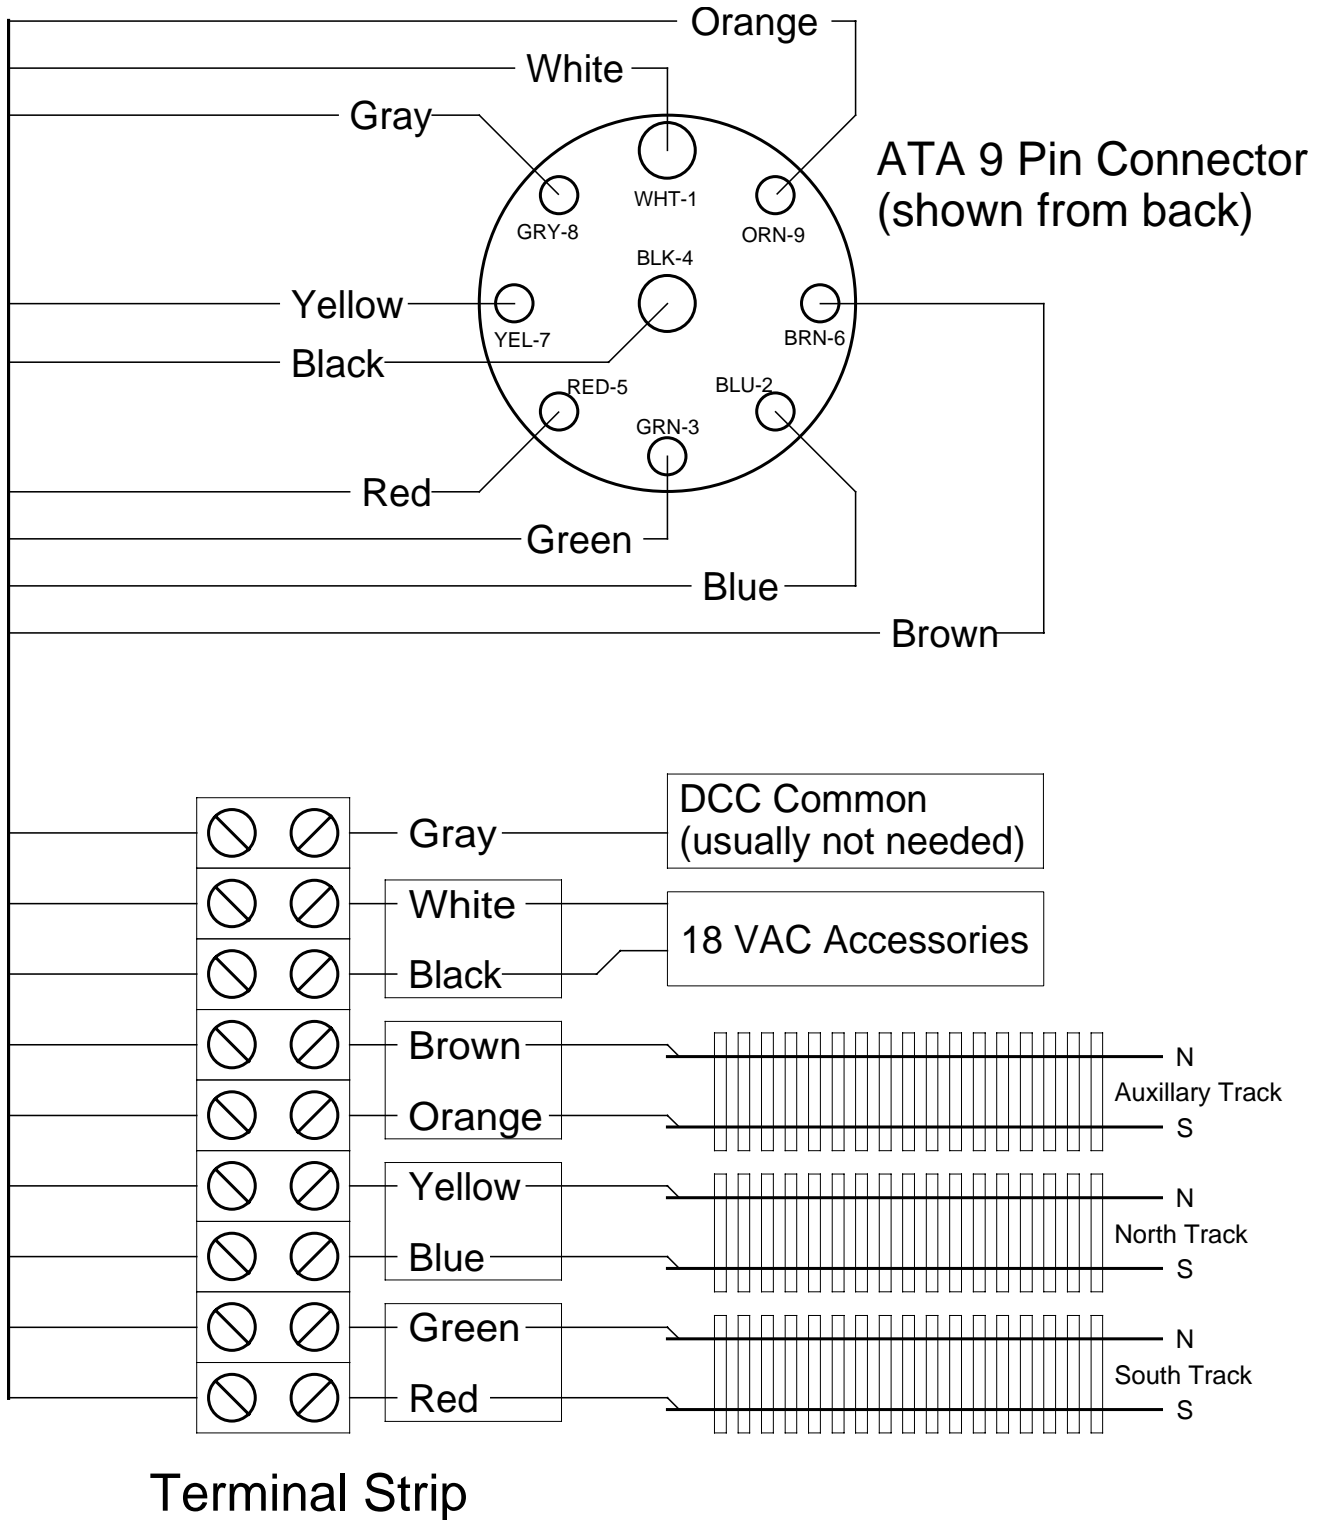 Orange
White
Gray
ATA 9 Pin Connector
(shown from back)
WHT-1
GRY-8
ORN-9
BLK-4
Yellow
YEL-7
BRN-6
Black
RED-5
BLU-2
GRN-3
Red
Green
Blue
Brown
DCC Common
(usually not needed)
Gray
White
18 VAC Accessories
Black
Brown
N
Auxillary Track
Orange
S
Yellow
N
North Track
Blue
S
Green
N
South Track
Red
S
Terminal Strip